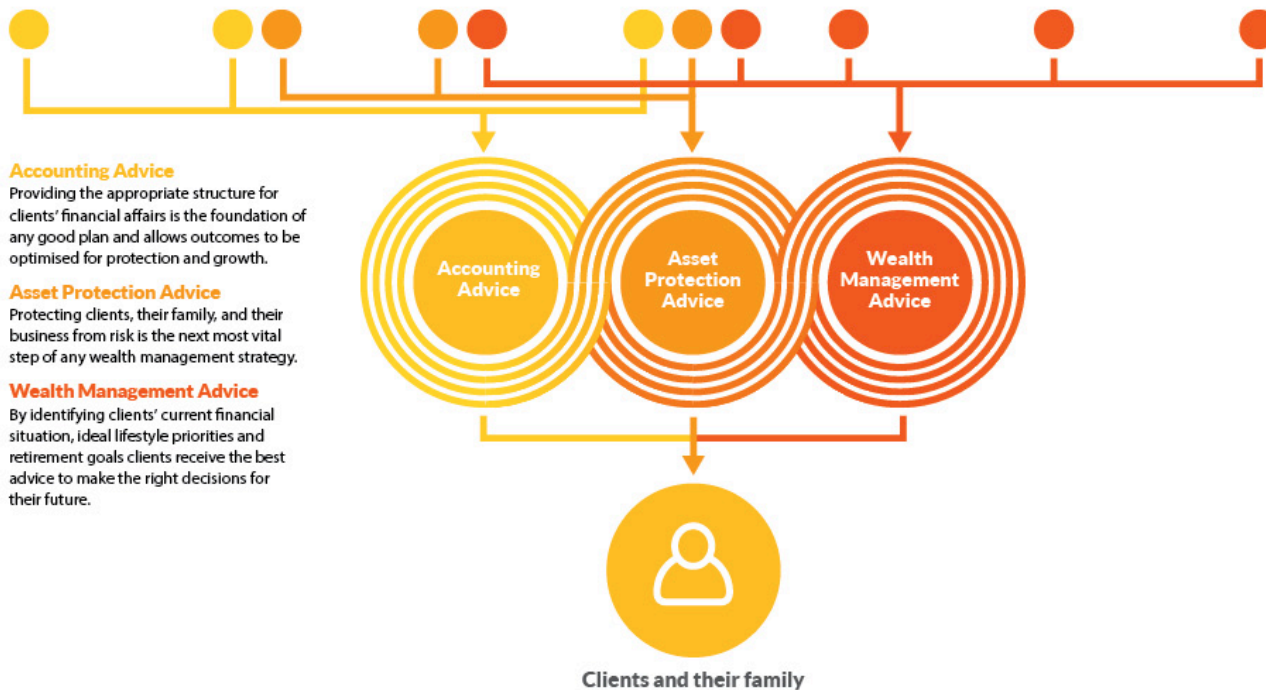 Accounting Advice
Providing the appropriate structure for
clients' financial affairs is the foundation of
any good plan and allows outcomes to be
optimised for protection and growth.
Asset Protection Advice
Protecting clients, their family, and their
business from risk is the next most vital
step of any wealth management strategy.
Wealth Management Advice
By identifying clients' current financial
situation, ideal lifestyle priorities and
retirement goals clients receive the best
advice to make the right decisions for
their future.
Accounting
Advice
Asset
Protection
Advice
Wealth
Management
Advice
Clients and their family